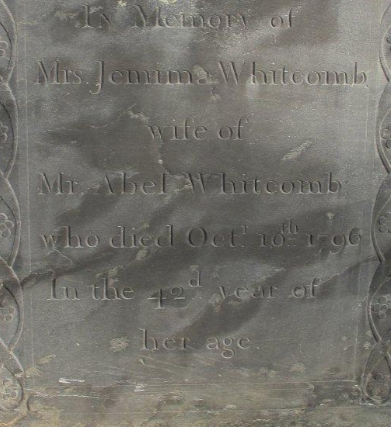 In Memory of
Mrs. Jemima Whitcomb
wife of
Mr. Abel Whitcomb
who died Octr. 10th 1796
In the 42d year of
her age.